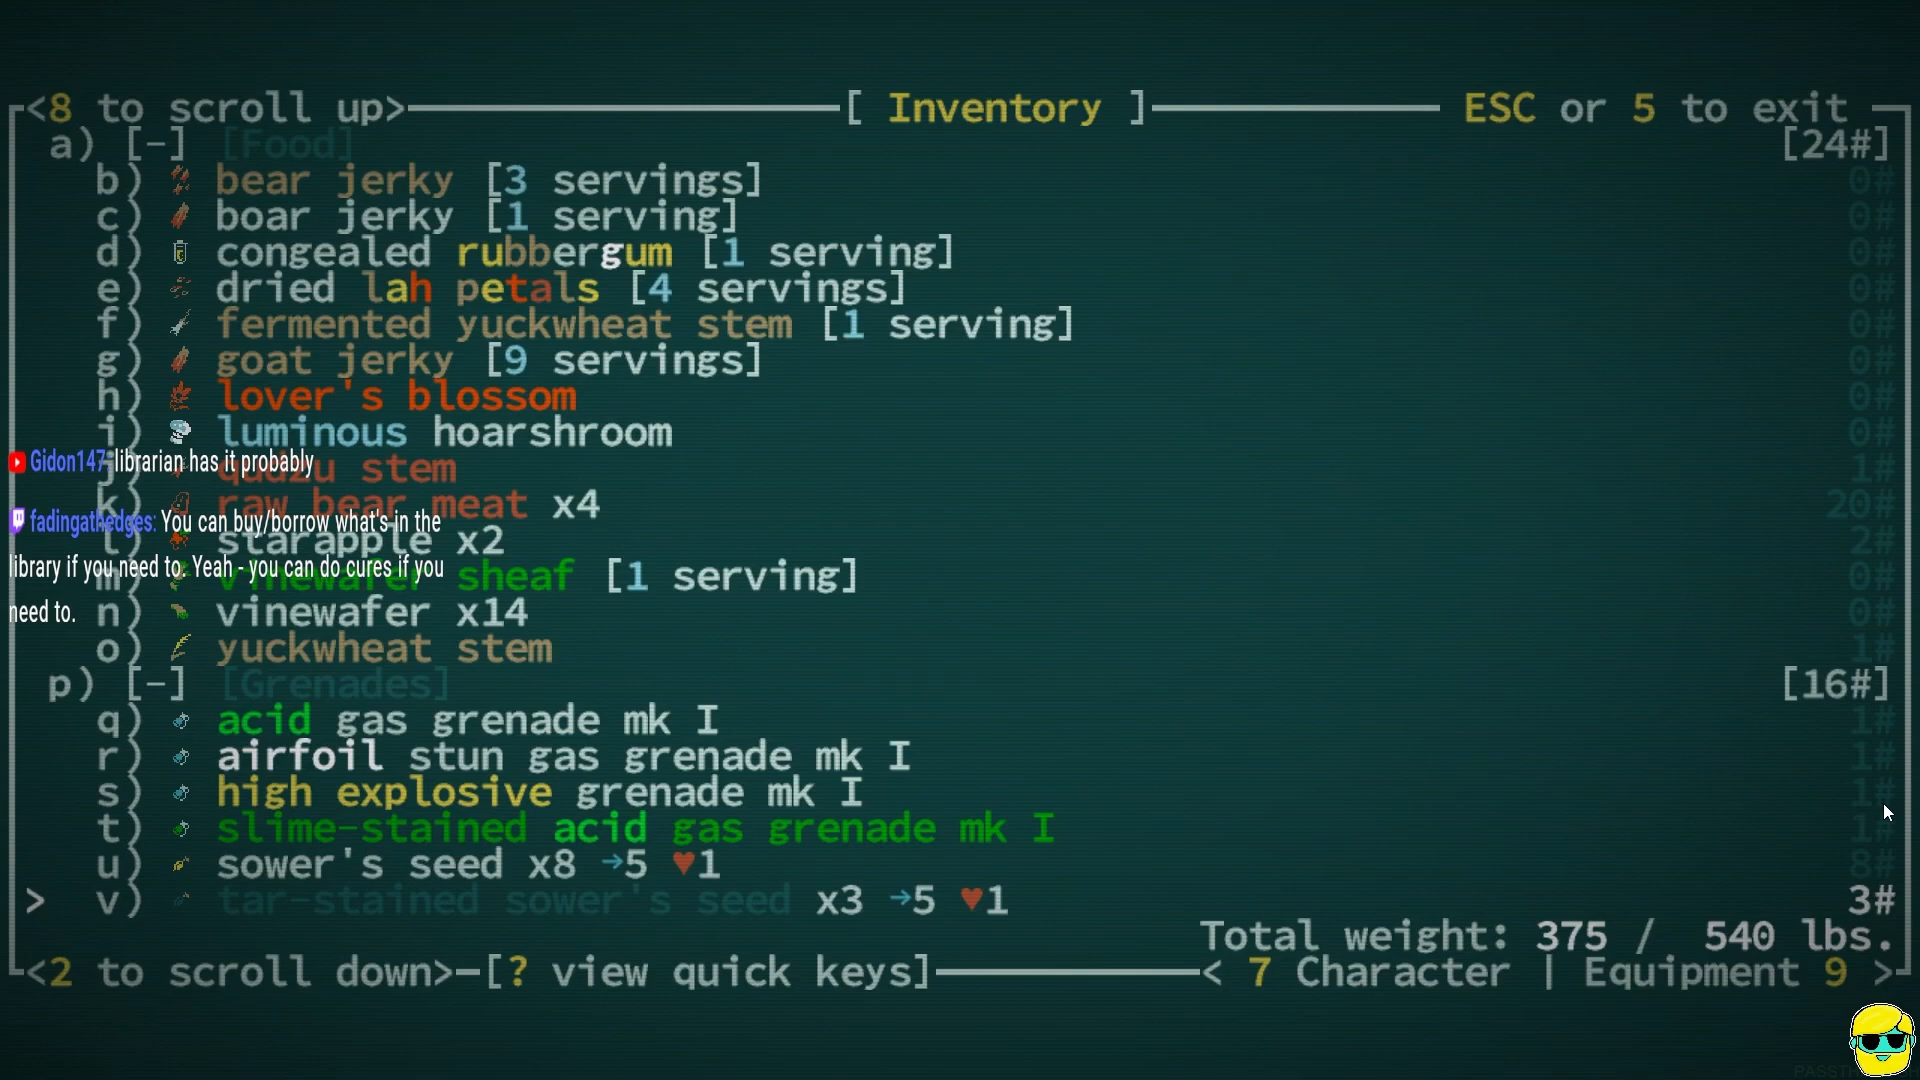 <8 to scroll up> [ Inventory ] ESC or 5 to exit
a) [-] [Food] [24#]
b) bear jerky [3 servings] 0#
c) boar jerky [1 serving] 0#
d) congealed rubbergum [1 serving] 0#
e) dried lah petals [4 servings] 0#
f) fermented yuckwheat stem [1 serving] 0#
g) goat jerky [9 servings] 0#
h) lover's blossom 0#
i) luminous hoarshroom 0#
Gidon147: librarian has it probably
j) qudzu stem 1#
k) raw bear meat x4 20#
fadingathedges: You can buy/borrow what's in the
l) starapple x2 2#
library if you need to. Yeah - you can do cures if you
m) vinewafer sheaf [1 serving] 0#
need to.
n) vinewafer x14 0#
o) yuckwheat stem 1#
p) [-] [Grenades] [16#]
q) acid gas grenade mk I 1#
r) airfoil stun gas grenade mk I 1#
s) high explosive grenade mk I 1#
t) slime-stained acid gas grenade mk I 1#
u) sower's seed x8 →5 ♥1 8#
> v) tar-stained sower's seed x3 →5 ♥1 3#
Total weight: 375 / 540 lbs.
<2 to scroll down> [? view quick keys] < 7 Character | Equipment 9 >